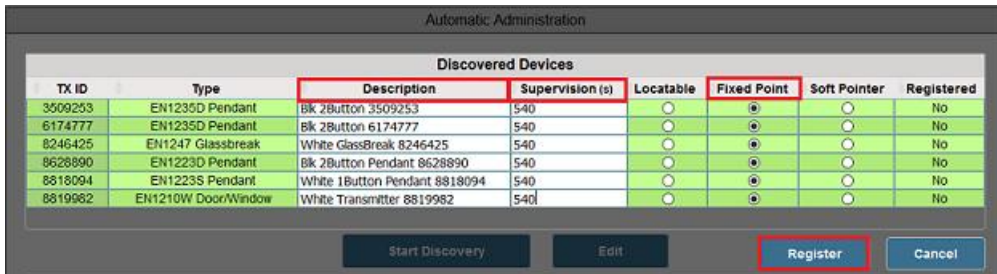 Automatic Administration
Discovered Devices
TX ID Type Description Supervision (s) Locatable Fixed Point Soft Pointer Registered
3509253 EN1235D Pendant Blk 2Button 3509253 540 No
6174777 EN1235D Pendant Blk 2Button 6174777 540 No
8246425 EN1247 Glassbreak White GlassBreak 8246425 540 No
8628890 EN1223D Pendant Blk 2Button Pendant 8628890 540 No
8818094 EN1223S Pendant White 1Button Pendant 8818094 540 No
8819982 EN1210W Door/Window White Transmitter 8819982 540 No
Start Discovery Edit Register Cancel